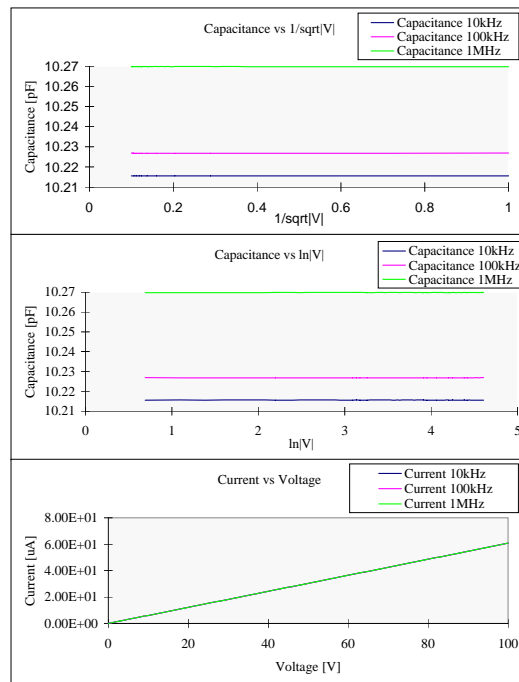 Capacitance vs 1/sqrt|V|
Capacitance 10kHz
Capacitance 100kHz
Capacitance 1MHz
Capacitance [pF]
10.27
10.26
10.25
10.24
10.23
10.22
10.21
0
0.2
0.4
0.6
0.8
1
1/sqrt|V|
Capacitance vs ln|V|
Capacitance 10kHz
Capacitance 100kHz
Capacitance 1MHz
Capacitance [pF]
10.27
10.26
10.25
10.24
10.23
10.22
10.21
0
1
2
3
4
5
ln|V|
Current vs Voltage
Current 10kHz
Current 100kHz
Current 1MHz
Current [uA]
8.00E+01
6.00E+01
4.00E+01
2.00E+01
0.00E+00
0
20
40
60
80
100
Voltage [V]